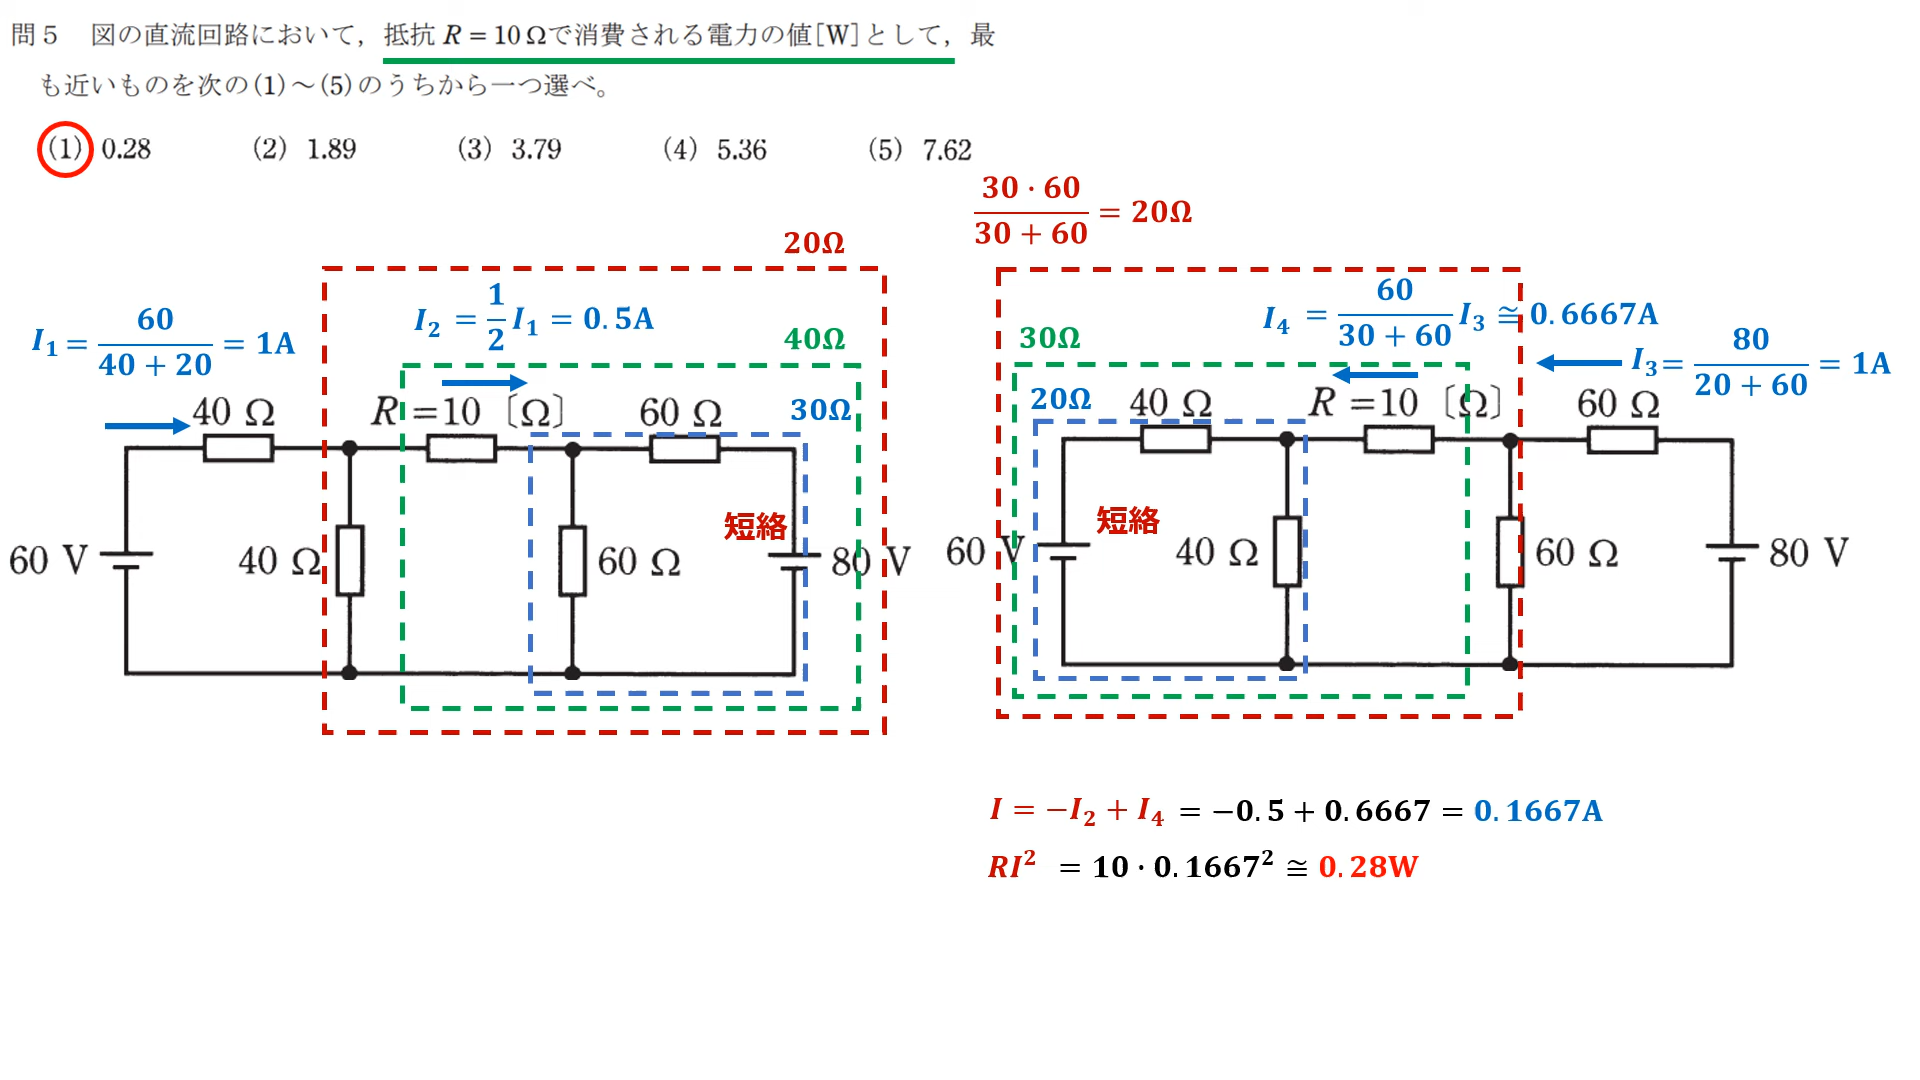 問5 図の直流回路において，抵抗 R = 10 Ωで消費される電力の値[W]として，最
も近いものを次の(1)～(5)のうちから一つ選べ。
(1) 0.28 (2) 1.89 (3) 3.79 (4) 5.36 (5) 7.62
30・60 / 30 + 60 = 20Ω
20Ω
I₁ = 60 / 40 + 20 = 1A
I₂ = 1/2 I₁ = 0.5A
40Ω
30Ω
40 Ω
R =10 〔Ω〕
60 Ω
短絡
60 V
40 Ω
60 Ω
80 V
I₄ = 60 / 30 + 60 I₃ ≅ 0.6667A
I₃= 80 / 20 + 60 = 1A
30Ω
20Ω
40 Ω
R =10 〔Ω〕
60 Ω
短絡
60 V
40 Ω
60 Ω
80 V
I = −I₂ + I₄ = −0.5 + 0.6667 = 0.1667A
RI² = 10・0.1667² ≅ 0.28W